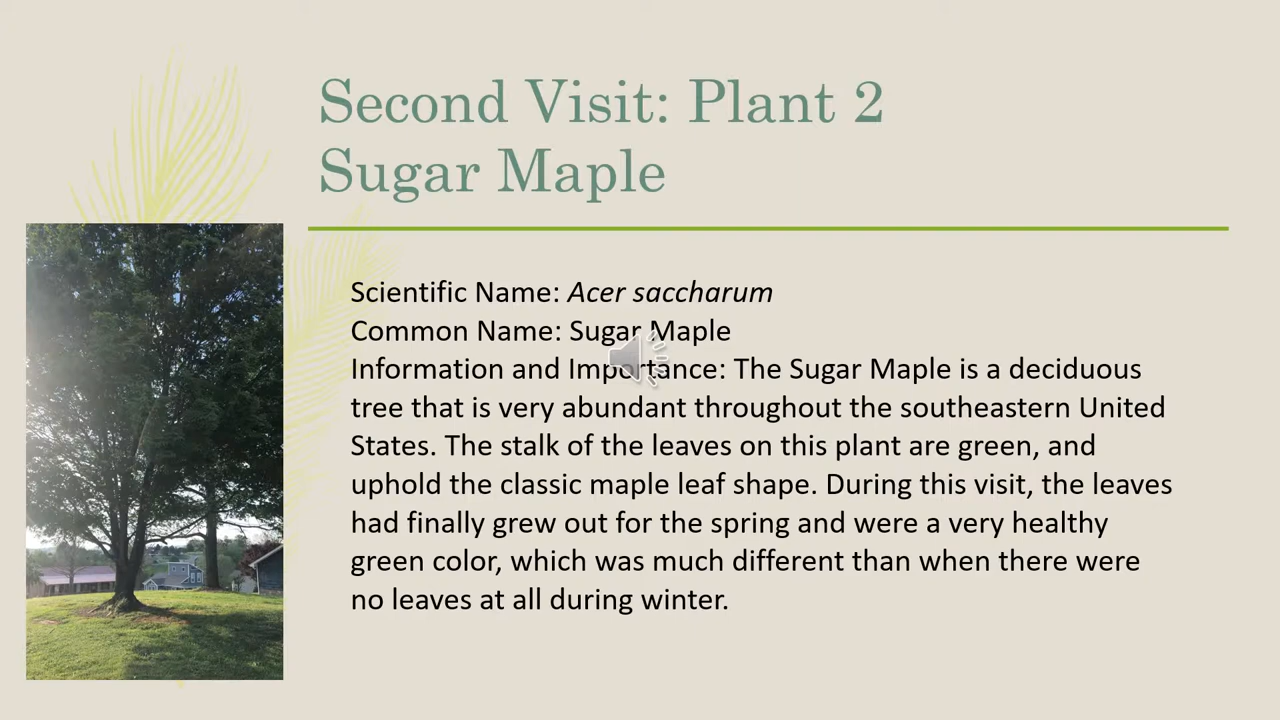 Second Visit: Plant 2
Sugar Maple
Scientific Name: Acer saccharum
Common Name: Sugar Maple
Information and Importance: The Sugar Maple is a deciduous
tree that is very abundant throughout the southeastern United
States. The stalk of the leaves on this plant are green, and
uphold the classic maple leaf shape. During this visit, the leaves
had finally grew out for the spring and were a very healthy
green color, which was much different than when there were
no leaves at all during winter.